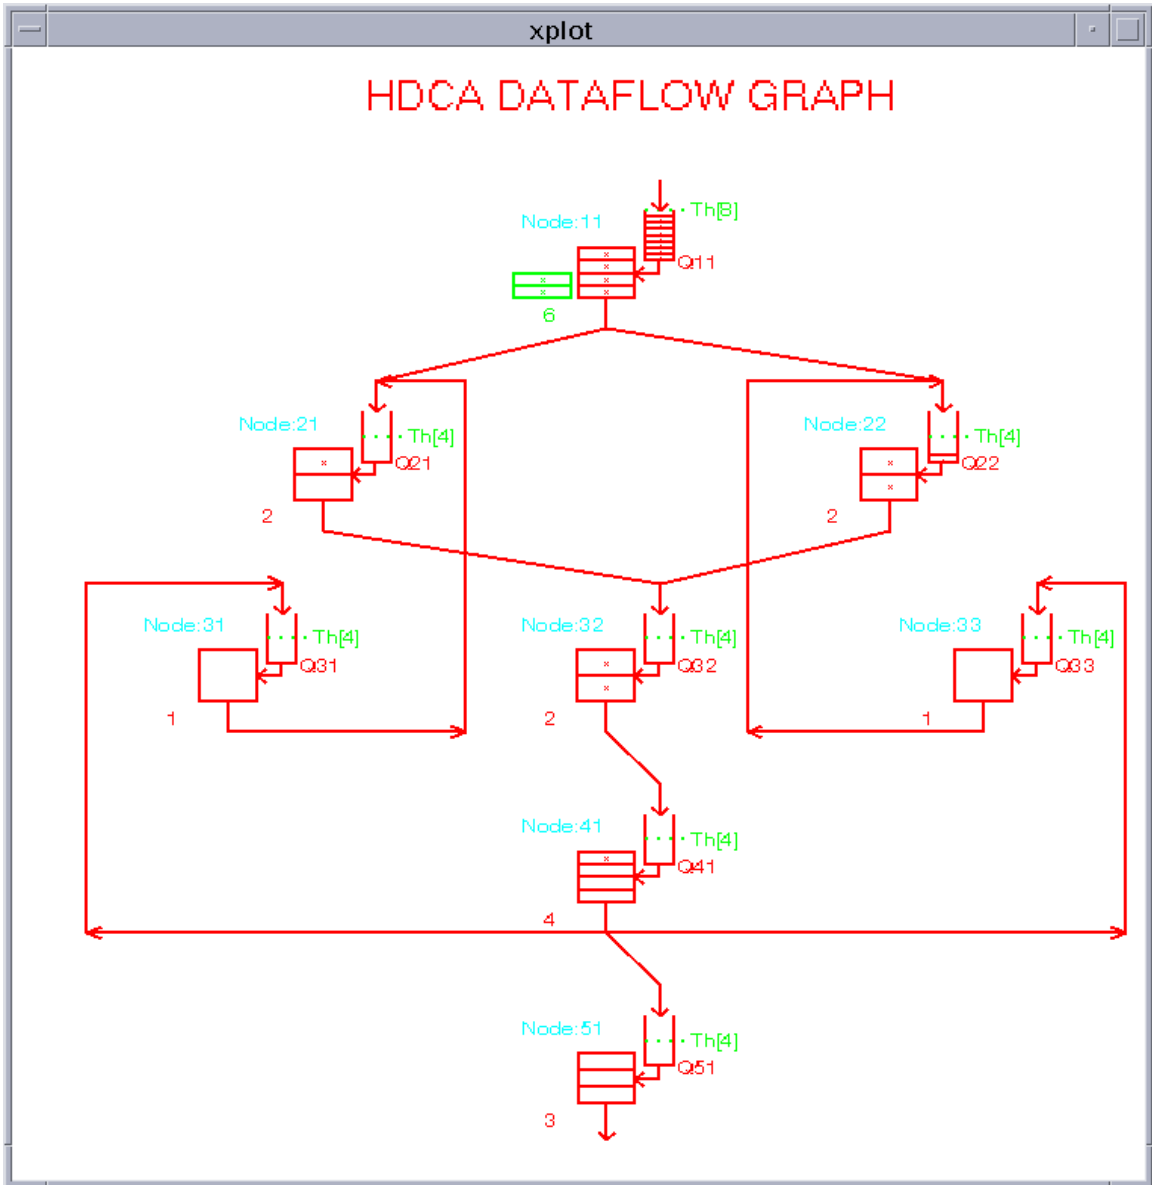 xplot
HDCA DATAFLOW GRAPH
Th[8]
Node:11
Q11
6
Node:21
Th[4]
Q21
2
Node:22
Th[4]
Q22
2
Node:31
Th[4]
Q31
1
Node:32
Th[4]
Q32
2
Node:33
Th[4]
Q33
1
Node:41
Th[4]
Q41
4
Node:51
Th[4]
Q51
3